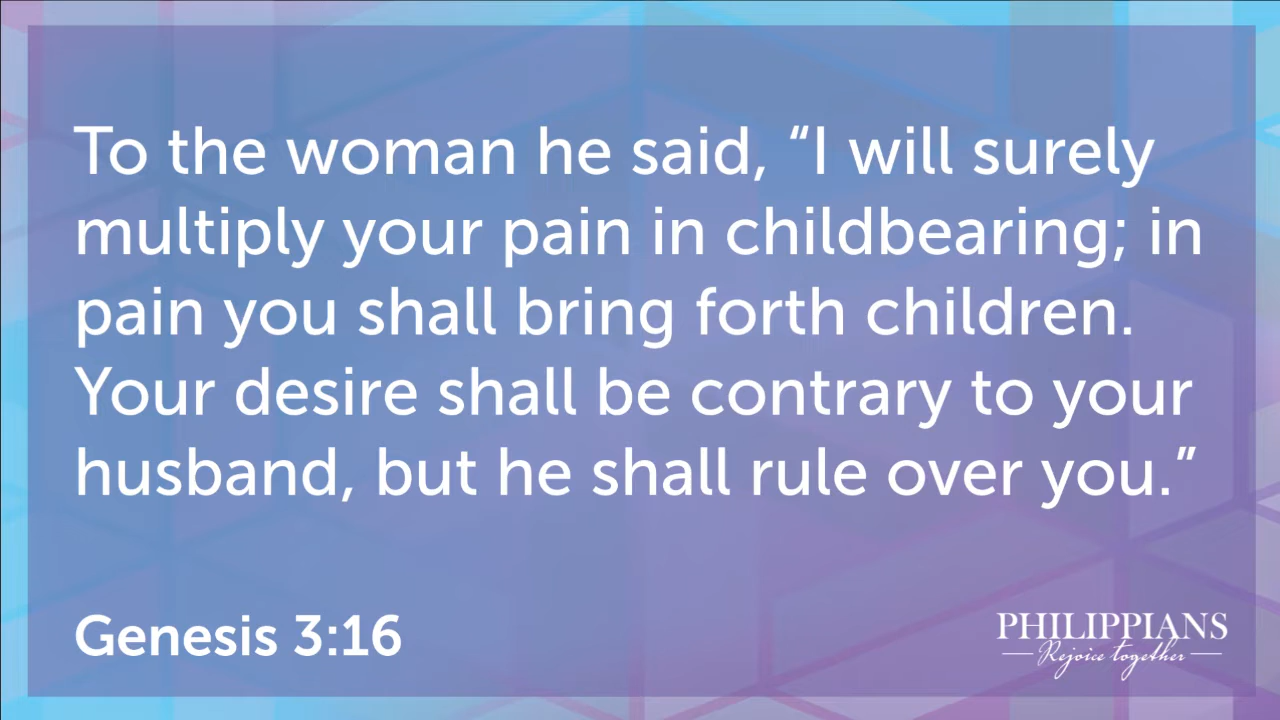 To the woman he said, “I will surely
multiply your pain in childbearing; in
pain you shall bring forth children.
Your desire shall be contrary to your
husband, but he shall rule over you.”
Genesis 3:16
PHILIPPIANS
Rejoice together